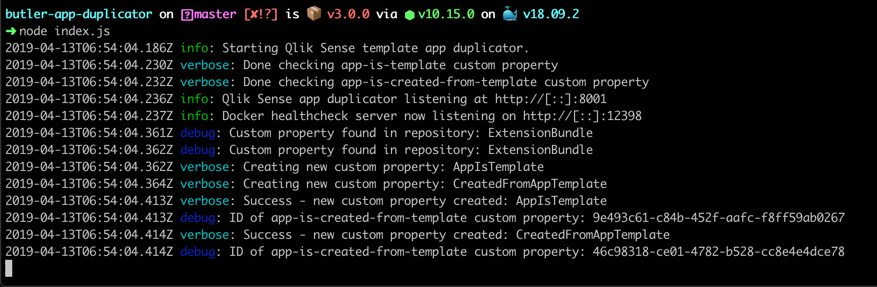 butler-app-duplicator on master [✘!?] is 📦 v3.0.0 via ⬢ v10.15.0 on 🐳 v18.09.2
➜ node index.js
2019-04-13T06:54:04.186Z info: Starting Qlik Sense template app duplicator.
2019-04-13T06:54:04.230Z verbose: Done checking app-is-template custom property
2019-04-13T06:54:04.232Z verbose: Done checking app-is-created-from-template custom property
2019-04-13T06:54:04.236Z info: Qlik Sense app duplicator listening at http://[::]:8001
2019-04-13T06:54:04.237Z info: Docker healthcheck server now listening on http://[::]:12398
2019-04-13T06:54:04.361Z debug: Custom property found in repository: ExtensionBundle
2019-04-13T06:54:04.362Z debug: Custom property found in repository: ExtensionBundle
2019-04-13T06:54:04.362Z verbose: Creating new custom property: AppIsTemplate
2019-04-13T06:54:04.364Z verbose: Creating new custom property: CreatedFromAppTemplate
2019-04-13T06:54:04.413Z verbose: Success - new custom property created: AppIsTemplate
2019-04-13T06:54:04.413Z debug: ID of app-is-created-from-template custom property: 9e493c61-c84b-452f-aafc-f8ff59ab0267
2019-04-13T06:54:04.414Z verbose: Success - new custom property created: CreatedFromAppTemplate
2019-04-13T06:54:04.414Z debug: ID of app-is-created-from-template custom property: 46c98318-ce01-4782-b528-cc8e4e4dce78